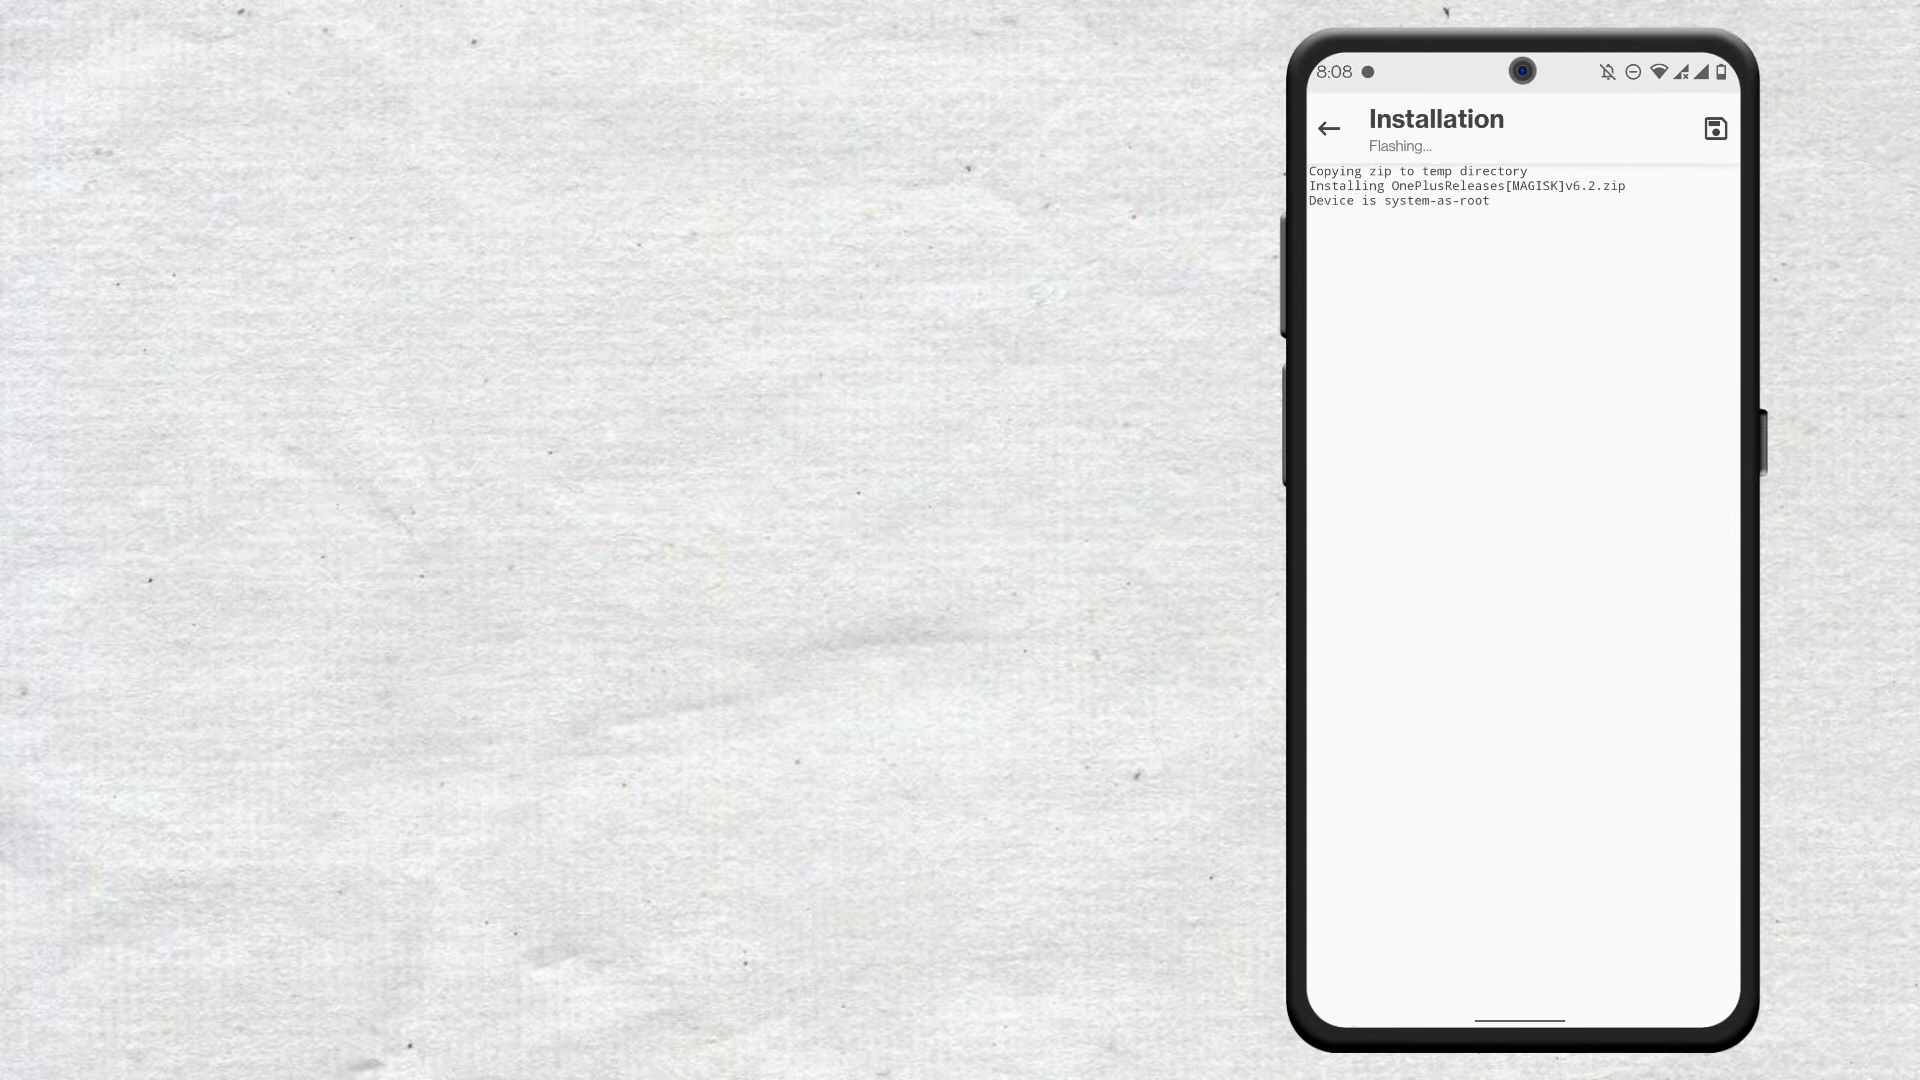 8:08
Installation
Flashing...
Copying zip to temp directory
Installing OnePlusReleases[MAGISK]v6.2.zip
Device is system-as-root